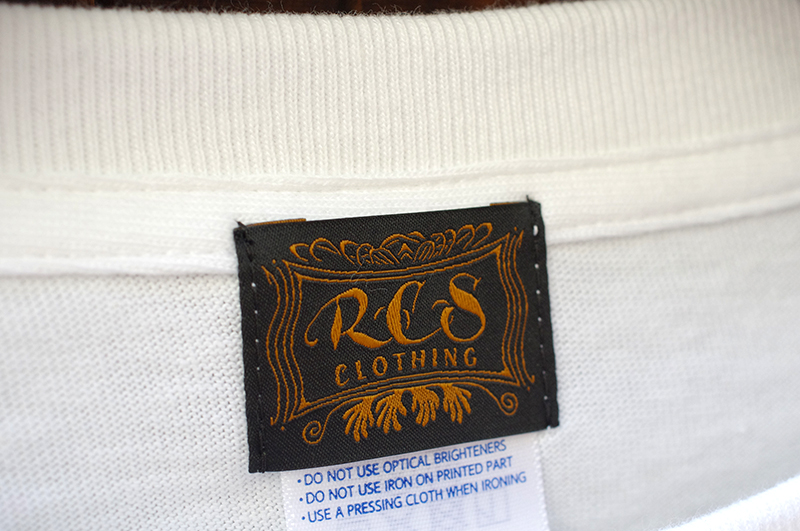 RCS
CLOTHING
• DO NOT USE OPTICAL BRIGHTENERS
• DO NOT USE IRON ON PRINTED PART
• USE A PRESSING CLOTH WHEN IRONING